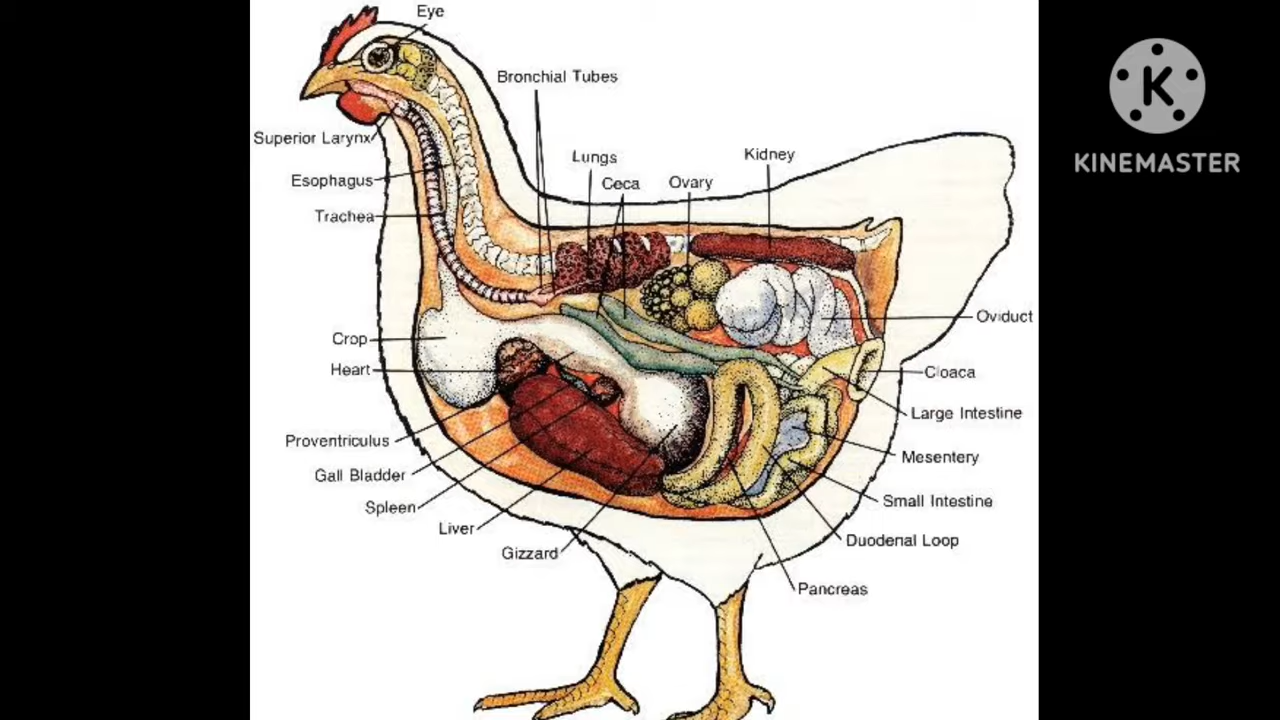 Eye
Bronchial Tubes
Superior Larynx
Lungs
Kidney
Esophagus
Ceca
Ovary
Trachea
Oviduct
Crop
Heart
Cloaca
Large Intestine
Proventriculus
Mesentery
Gall Bladder
Small Intestine
Spleen
Liver
Duodenal Loop
Gizzard
Pancreas
K
KINEMASTER